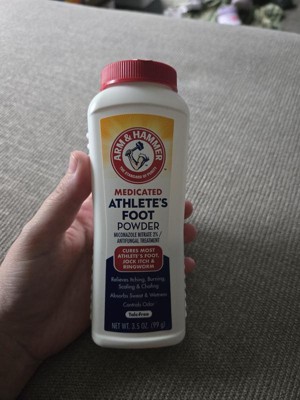 ARM & HAMMER
THE STANDARD OF PURITY
MEDICATED
ATHLETE'S
FOOT
POWDER
MICONAZOLE NITRATE 2% /
ANTIFUNGAL TREATMENT
CURES MOST
ATHLETE'S FOOT,
JOCK ITCH &
RINGWORM
Relieves Itching, Burning,
Scaling & Chafing
Absorbs Sweat & Wetness
Controls Odor
Talc-Free
NET WT. 3.5 OZ (99 g)